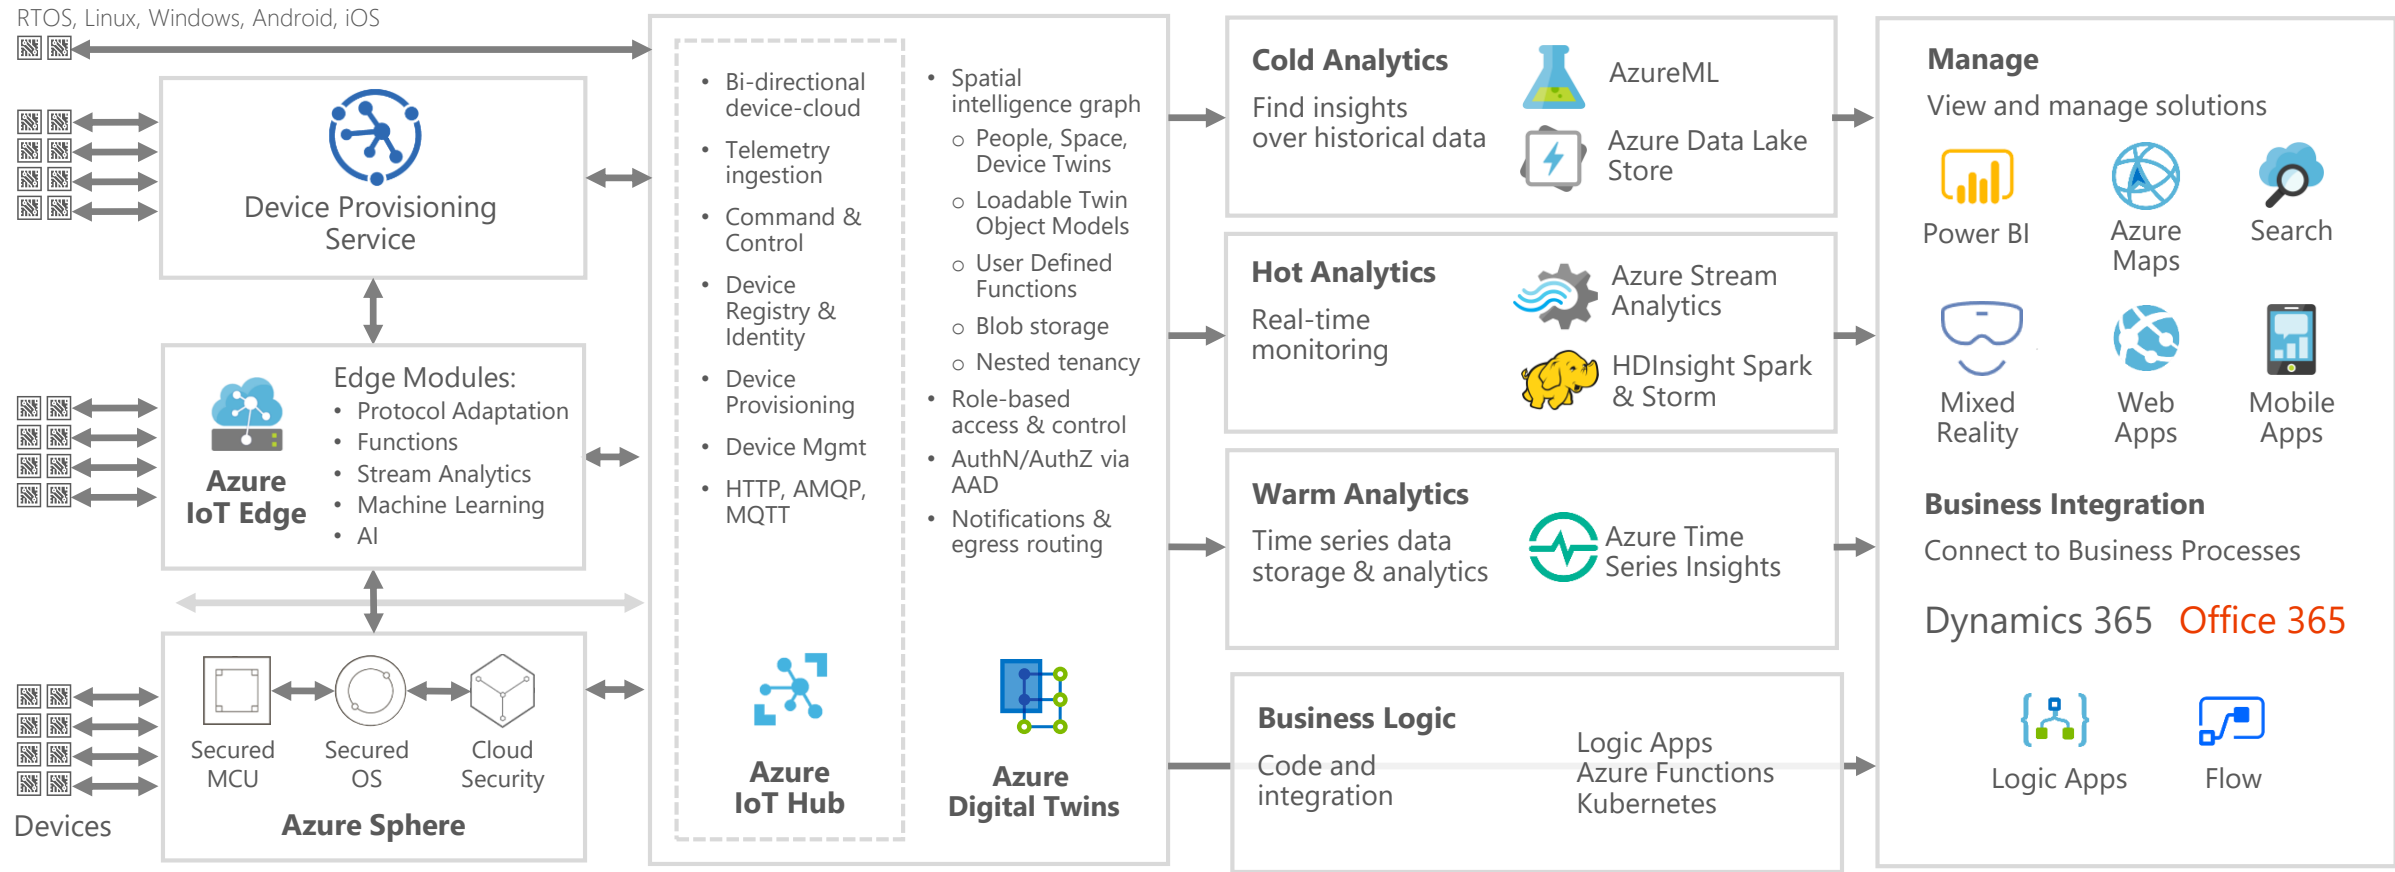 RTOS, Linux, Windows, Android, iOS
Device Provisioning
Service
Azure
IoT Edge
Edge Modules:
• Protocol Adaptation
• Functions
• Stream Analytics
• Machine Learning
• AI
Secured
MCU
Secured
OS
Cloud
Security
Azure Sphere
Devices
• Bi-directional
device-cloud
• Telemetry
ingestion
• Command &
Control
• Device
Registry &
Identity
• Device
Provisioning
• Device Mgmt
• HTTP, AMQP,
MQTT
Azure
IoT Hub
• Spatial
intelligence graph
o People, Space,
Device Twins
o Loadable Twin
Object Models
o User Defined
Functions
o Blob storage
o Nested tenancy
• Role-based
access & control
• AuthN/AuthZ via
AAD
• Notifications &
egress routing
Azure
Digital Twins
Cold Analytics
Find insights
over historical data
AzureML
Azure Data Lake
Store
Hot Analytics
Real-time
monitoring
Azure Stream
Analytics
HDInsight Spark
& Storm
Warm Analytics
Time series data
storage & analytics
Azure Time
Series Insights
Business Logic
Code and
integration
Logic Apps
Azure Functions
Kubernetes
Manage
View and manage solutions
Power BI
Azure
Maps
Search
Mixed
Reality
Web
Apps
Mobile
Apps
Business Integration
Connect to Business Processes
Dynamics 365
Office 365
Logic Apps
Flow